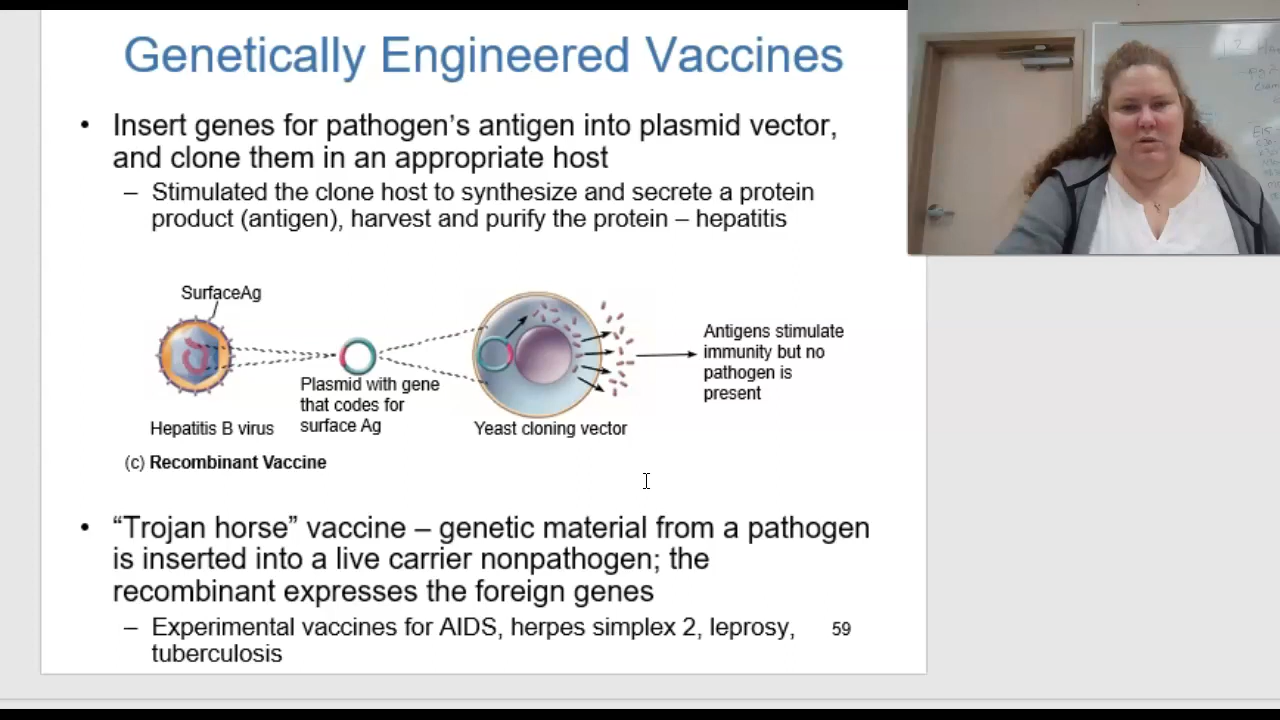 Genetically Engineered Vaccines
• Insert genes for pathogen's antigen into plasmid vector,
and clone them in an appropriate host
– Stimulated the clone host to synthesize and secrete a protein
product (antigen), harvest and purify the protein – hepatitis
SurfaceAg
Hepatitis B virus
Plasmid with gene
that codes for
surface Ag
Yeast cloning vector
Antigens stimulate
immunity but no
pathogen is
present
(c) Recombinant Vaccine
• “Trojan horse” vaccine – genetic material from a pathogen
is inserted into a live carrier nonpathogen; the
recombinant expresses the foreign genes
– Experimental vaccines for AIDS, herpes simplex 2, leprosy,
tuberculosis
59